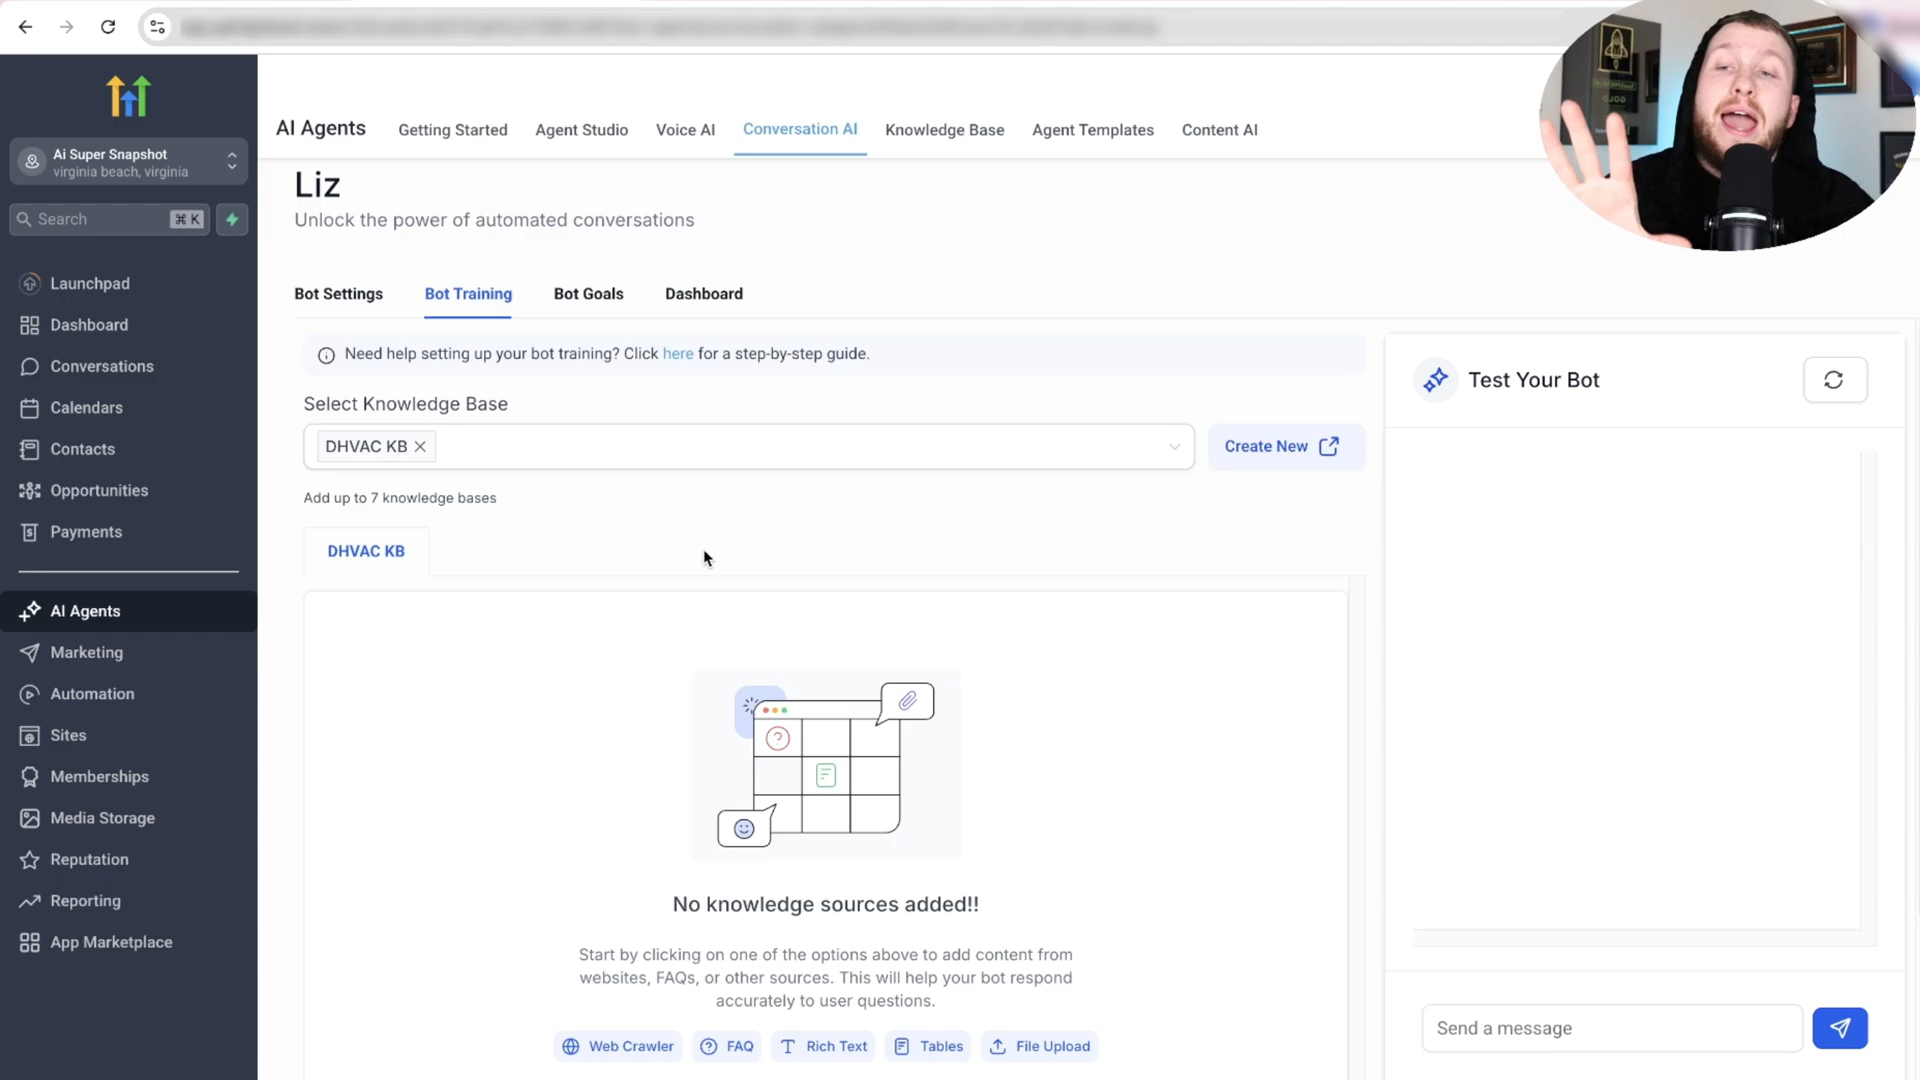 AI Agents
Getting Started
Agent Studio
Voice AI
Conversation AI
Knowledge Base
Agent Templates
Content AI
Ai Super Snapshot
virginia beach, virginia
Search
⌘ K
Launchpad
Dashboard
Conversations
Calendars
Contacts
Opportunities
Payments
AI Agents
Marketing
Automation
Sites
Memberships
Media Storage
Reputation
Reporting
App Marketplace
Liz
Unlock the power of automated conversations
Bot Settings
Bot Training
Bot Goals
Dashboard
Need help setting up your bot training? Click here for a step-by-step guide.
Select Knowledge Base
DHVAC KB
Create New
Add up to 7 knowledge bases
DHVAC KB
No knowledge sources added!!
Start by clicking on one of the options above to add content from
websites, FAQs, or other sources. This will help your bot respond
accurately to user questions.
Web Crawler
FAQ
Rich Text
Tables
File Upload
Test Your Bot
Send a message